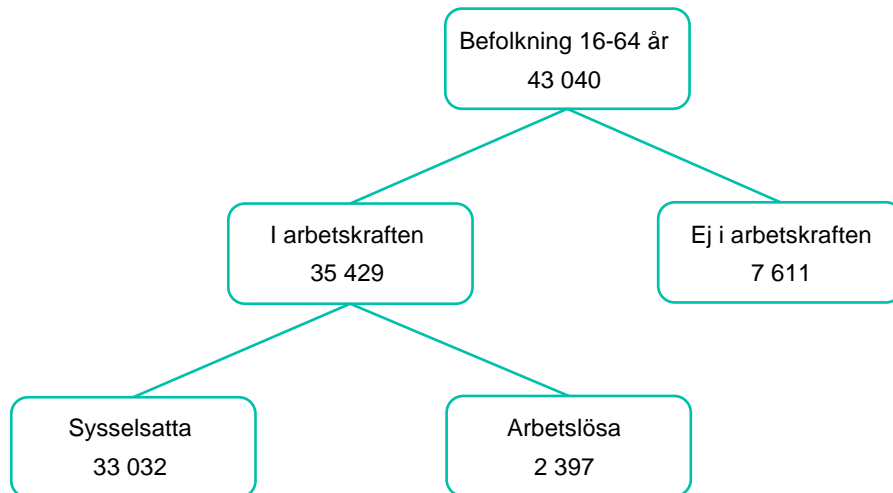 Befolkning 16-64 år
43 040
I arbetskraften
35 429
Ej i arbetskraften
7 611
Sysselsatta
33 032
Arbetslösa
2 397